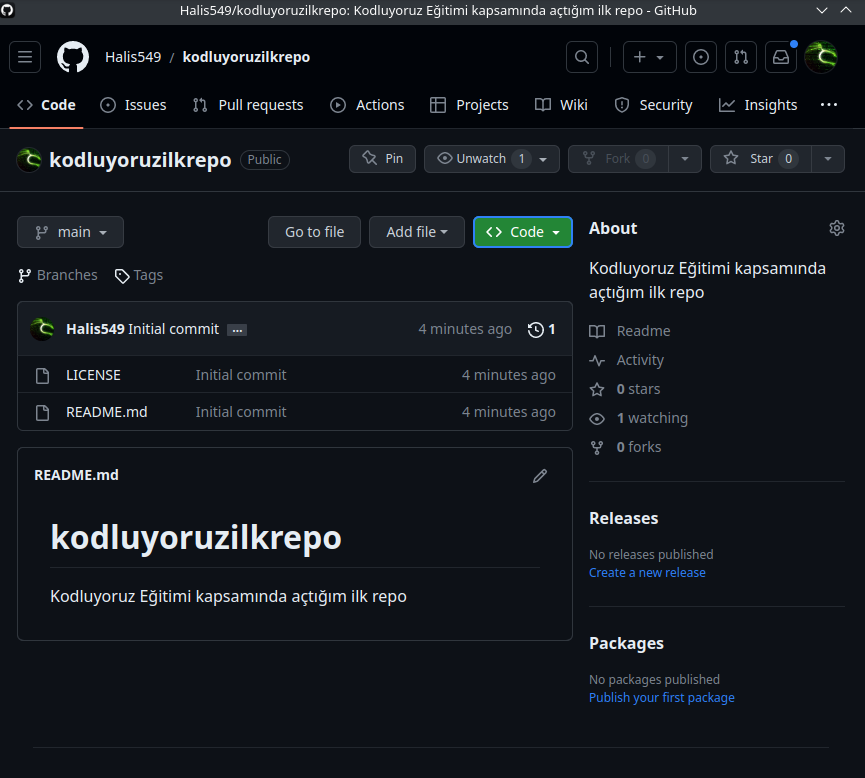 Halis549/kodluyoruzilkrepo: Kodluyoruz Eğitimi kapsamında açtığım ilk repo - GitHub
Halis549 / kodluyoruzilkrepo
Code Issues Pull requests Actions Projects Wiki Security Insights
kodluyoruzilkrepo Public Pin Unwatch 1 Fork 0 Star 0
main Go to file Add file Code
Branches Tags
Halis549 Initial commit ... 4 minutes ago 1
LICENSE Initial commit 4 minutes ago
README.md Initial commit 4 minutes ago
README.md
kodluyoruzilkrepo
Kodluyoruz Eğitimi kapsamında açtığım ilk repo
About
Kodluyoruz Eğitimi kapsamında
açtığım ilk repo
Readme
Activity
0 stars
1 watching
0 forks
Releases
No releases published
Create a new release
Packages
No packages published
Publish your first package